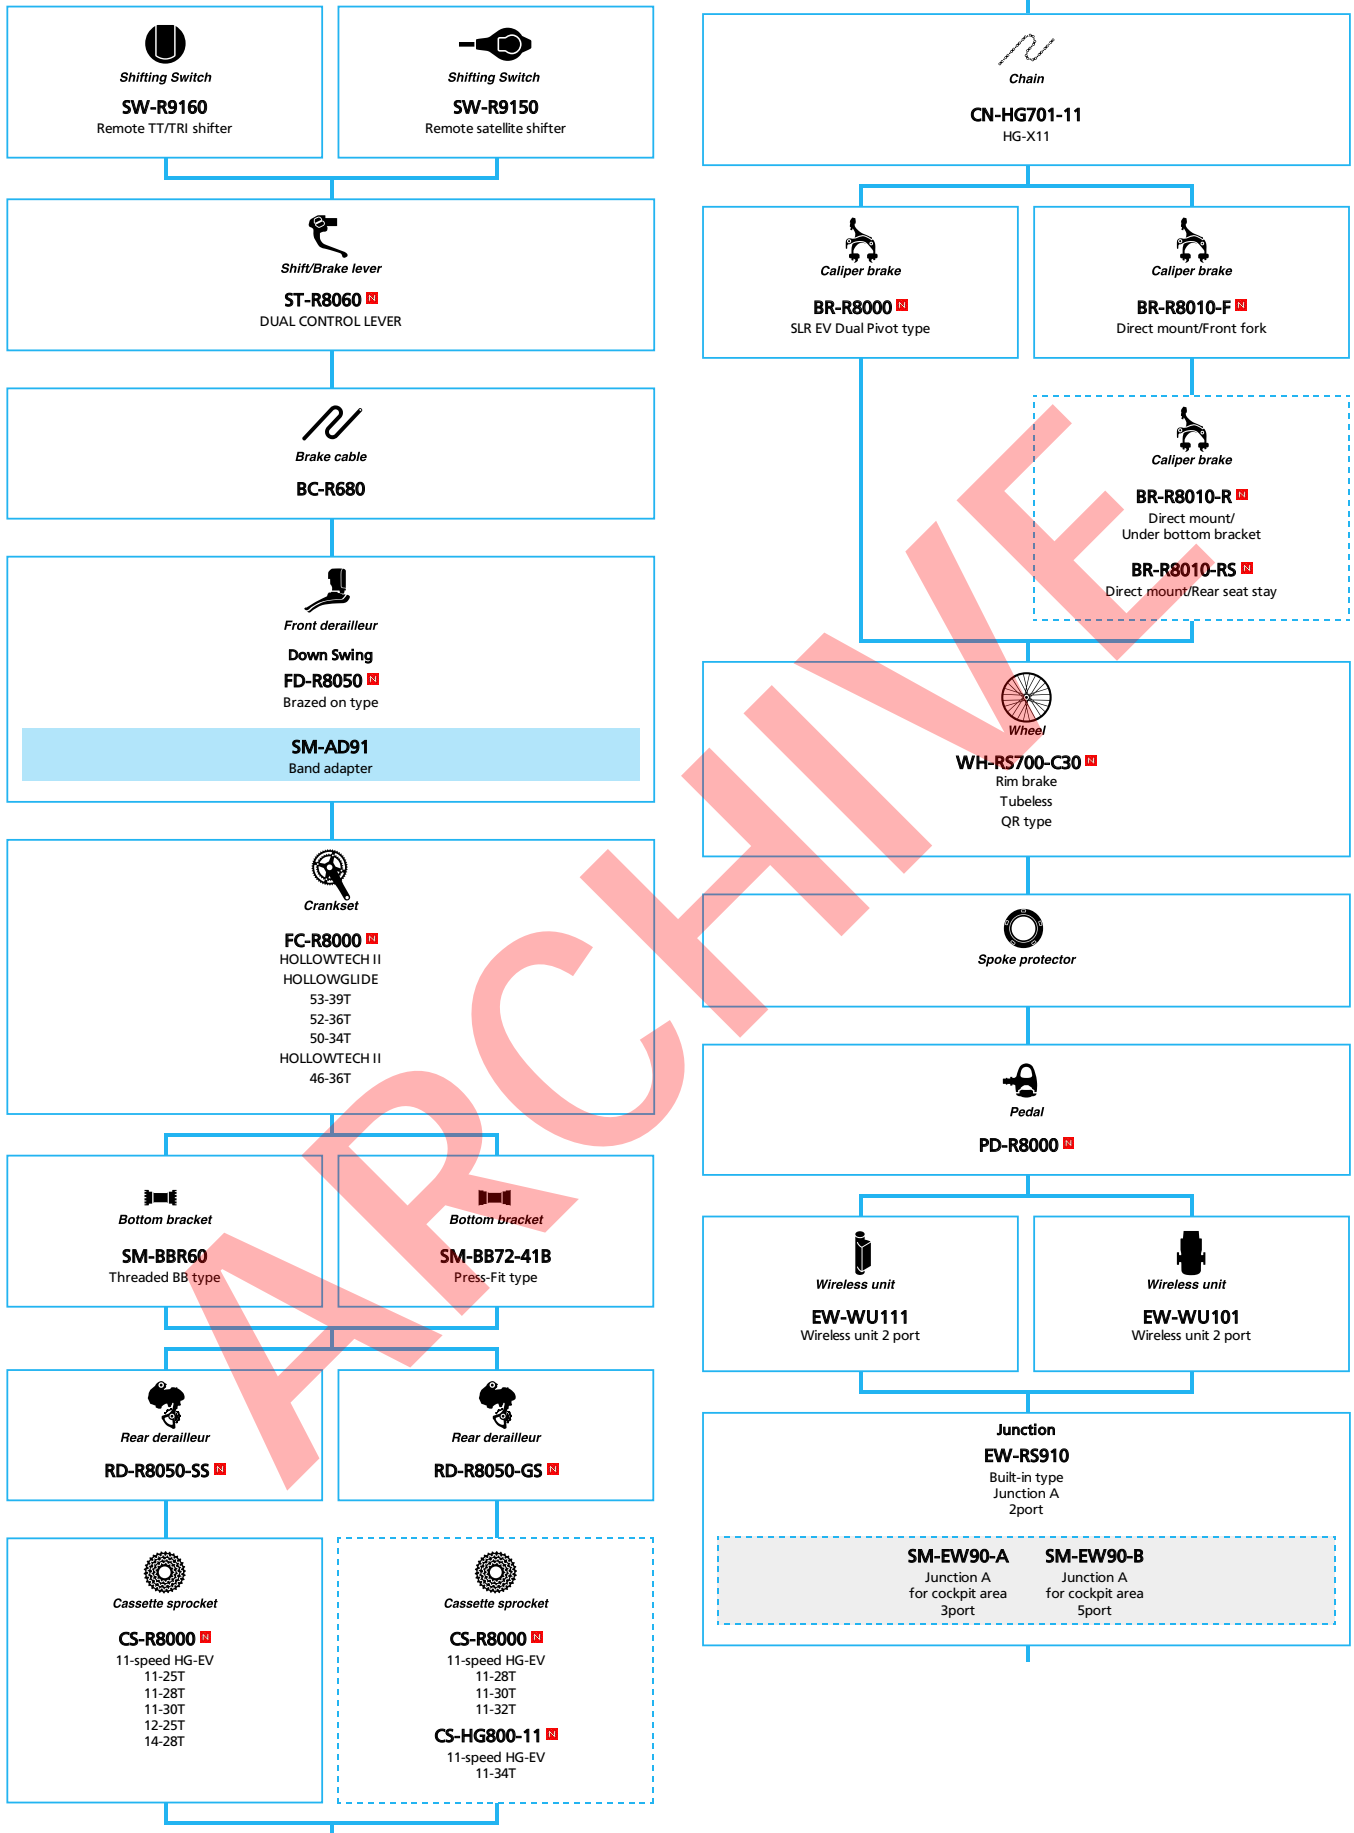 Shifting Switch
SW-R9160
Remote TT/TRI shifter
Shifting Switch
SW-R9150
Remote satellite shifter
Shift/Brake lever
ST-R8060 N
DUAL CONTROL LEVER
Brake cable
BC-R680
Front derailleur
Down Swing
FD-R8050 N
Brazed on type
SM-AD91
Band adapter
Crankset
FC-R8000 N
HOLLOWTECH II
HOLLOWGLIDE
53-39T
52-36T
50-34T
HOLLOWTECH II
46-36T
Bottom bracket
SM-BBR60
Threaded BB type
Bottom bracket
SM-BB72-41B
Press-Fit type
Rear derailleur
RD-R8050-SS N
Rear derailleur
RD-R8050-GS N
Cassette sprocket
CS-R8000 N
11-speed HG-EV
11-25T
11-28T
11-30T
12-25T
14-28T
Cassette sprocket
CS-R8000 N
11-speed HG-EV
11-28T
11-30T
11-32T
CS-HG800-11 N
11-speed HG-EV
11-34T
Chain
CN-HG701-11
HG-X11
Caliper brake
BR-R8000 N
SLR EV Dual Pivot type
Caliper brake
BR-R8010-F N
Direct mount/Front fork
Caliper brake
BR-R8010-R N
Direct mount/
Under bottom bracket
BR-R8010-RS N
Direct mount/Rear seat stay
Wheel
WH-RS700-C30 N
Rim brake
Tubeless
QR type
Spoke protector
Pedal
PD-R8000 N
Wireless unit
EW-WU111
Wireless unit 2 port
Wireless unit
EW-WU101
Wireless unit 2 port
Junction
EW-RS910
Built-in type
Junction A
2port
SM-EW90-A
Junction A
for cockpit area
3port
SM-EW90-B
Junction A
for cockpit area
5port
ARCHIVE